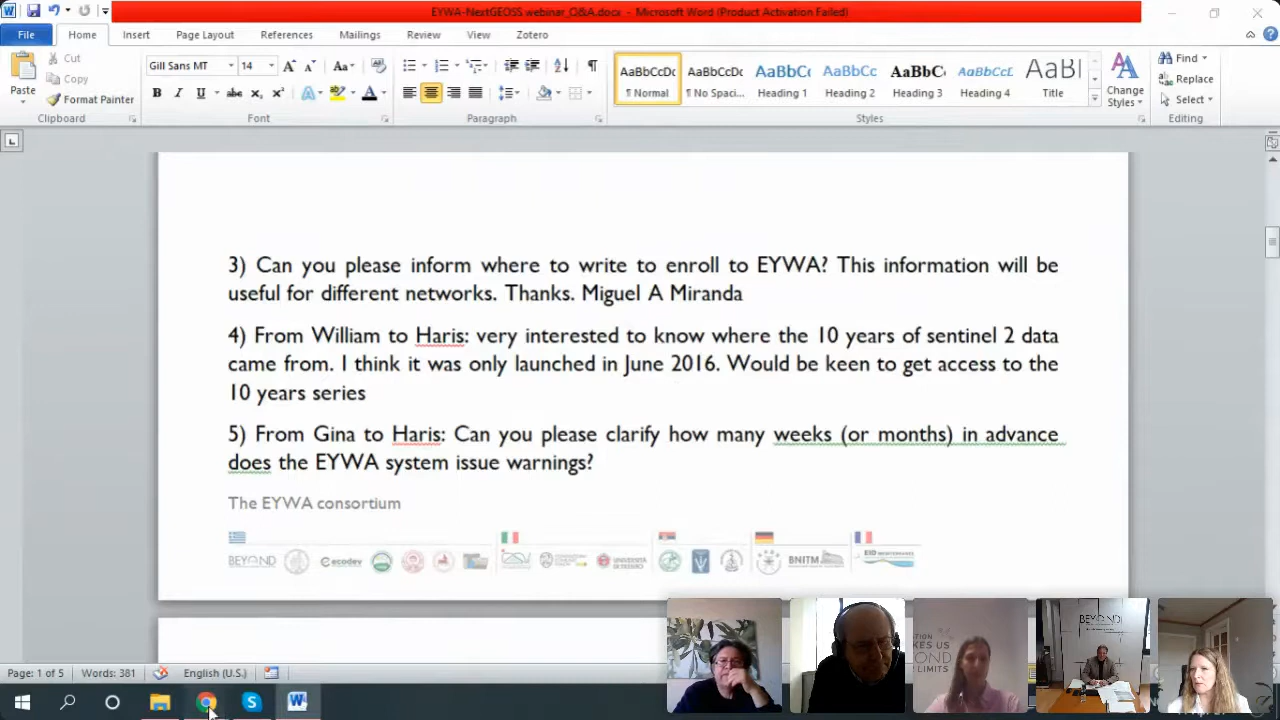 EYWA-NextGEOSS webinar_Q&A.docx - Microsoft Word (Product Activation Failed)
File Home Insert Page Layout References Mailings Review View Zotero
Paste
Cut
Copy
Format Painter
Clipboard
Gill Sans MT 14
Font
Paragraph
AaBbCcDc AaBbCcDc AaBbC AaBbCc AaBbC AaBbCc AaBl
¶ Normal ¶ No Spaci... Heading 1 Heading 2 Heading 3 Heading 4 Title
Change
Styles
Styles
Find
Replace
Select
Editing
3) Can you please inform where to write to enroll to EYWA? This information will be
useful for different networks. Thanks. Miguel A Miranda
4) From William to Haris: very interested to know where the 10 years of sentinel 2 data
came from. I think it was only launched in June 2016. Would be keen to get access to the
10 years series
5) From Gina to Haris: Can you please clarify how many weeks (or months) in advance
does the EYWA system issue warnings?
The EYWA consortium
BEYOND ecodev BNITM EID MEDITERRANEE
BEYOND
Page: 1 of 5 Words: 381 English (U.S.)